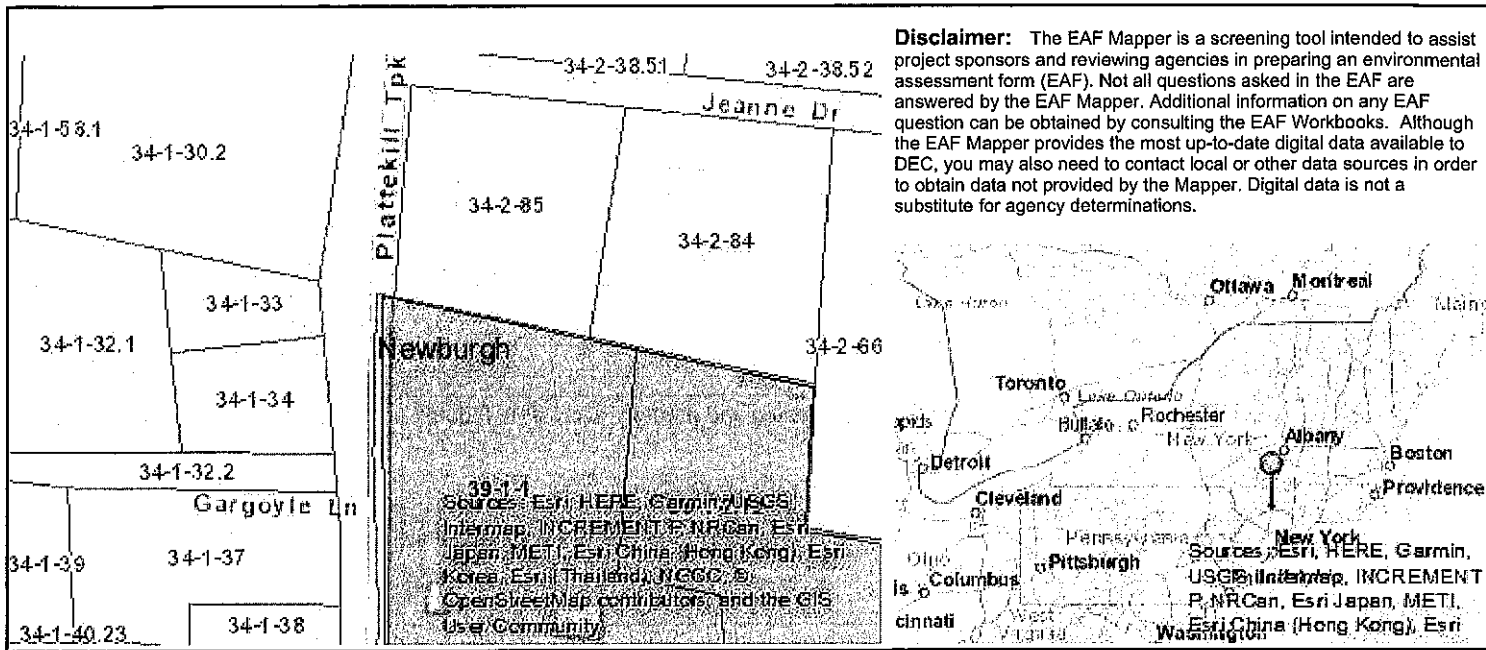 34-2-38.51
34-2-38.52
Jeanne Dr
Plattekill Tpk
34-1-58.1
34-1-30.2
34-2-85
34-2-84
34-1-33
34-1-32.1
34-2-66
Newburgh
34-1-34
34-1-32.2
39-1-1
Gargoyle Ln
34-1-37
34-1-39
34-1-38
34-1-40.23
Sources: Esri, HERE, Garmin, USGS,
Intermap, INCREMENT P, NRCan, Esri
Japan, METI, Esri China (Hong Kong), Esri
Korea, Esri (Thailand), NGCC, ©
OpenStreetMap contributors, and the GIS
User Community
Disclaimer: The EAF Mapper is a screening tool intended to assist
project sponsors and reviewing agencies in preparing an environmental
assessment form (EAF). Not all questions asked in the EAF are
answered by the EAF Mapper. Additional information on any EAF
question can be obtained by consulting the EAF Workbooks. Although
the EAF Mapper provides the most up-to-date digital data available to
DEC, you may also need to contact local or other data sources in order
to obtain data not provided by the Mapper. Digital data is not a
substitute for agency determinations.
Ottawa
Montreal
Lake Huron
Toronto
Lake Ontario
Rochester
Buffalo
New York
Albany
Detroit
Boston
Providence
Cleveland
Pennsylvania
New York
Ohio
Pittsburgh
Columbus
cinnati
West
Washington
Sources: Esri, HERE, Garmin,
USGS, Intermap, INCREMENT
P, NRCan, Esri Japan, METI,
Esri China (Hong Kong), Esri